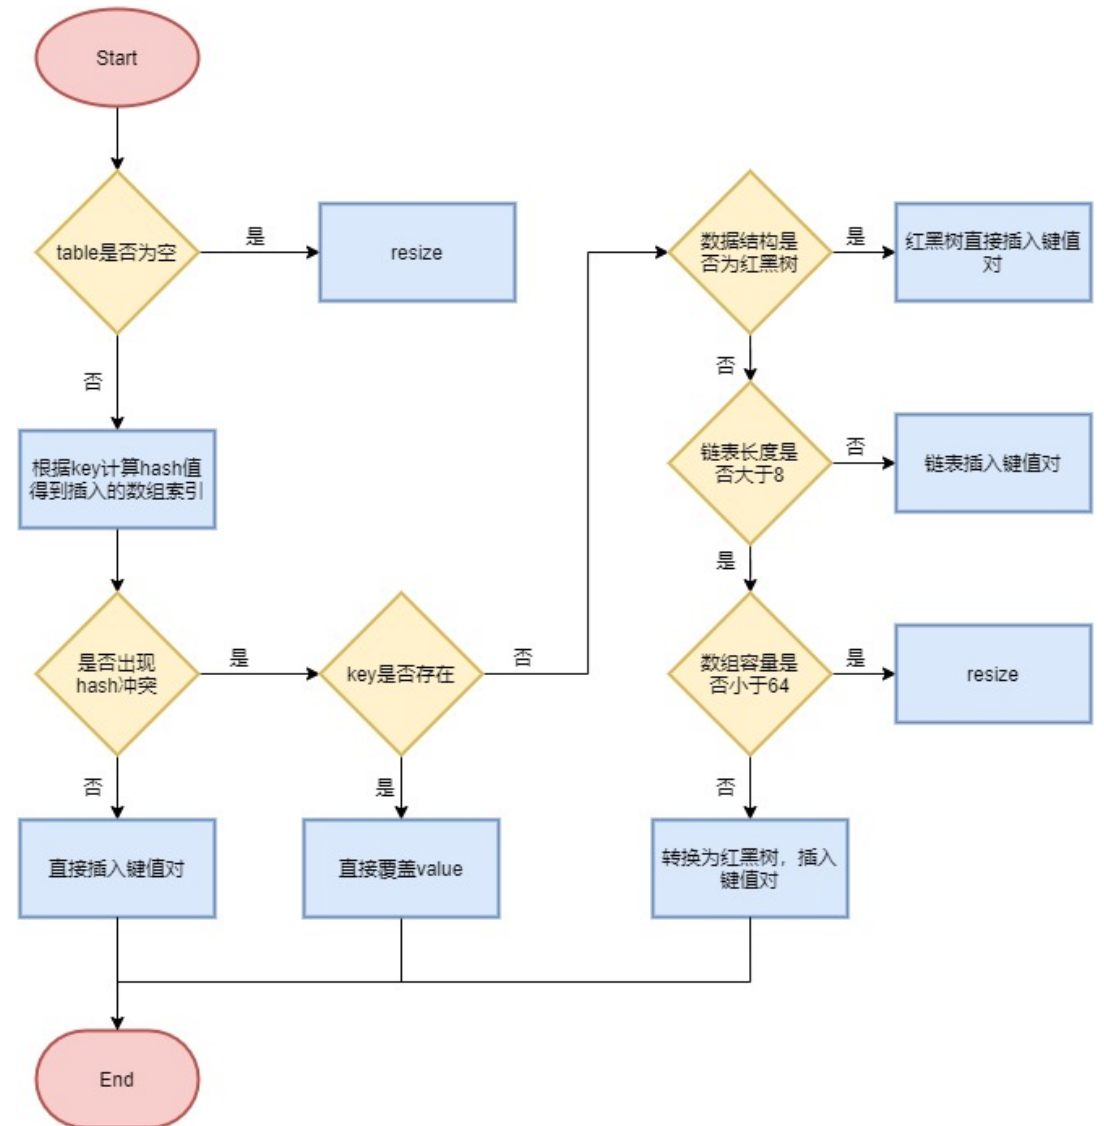 Start
table是否为空
是
resize
否
根据key计算hash值
得到插入的数组索引
是否出现
hash冲突
是
key是否存在
否
否
直接插入键值对
是
直接覆盖value
数据结构是
否为红黑树
是
红黑树直接插入键值
对
否
链表长度是
否大于8
否
链表插入键值对
是
数组容量是
否小于64
是
resize
否
转换为红黑树，插入
键值对
End